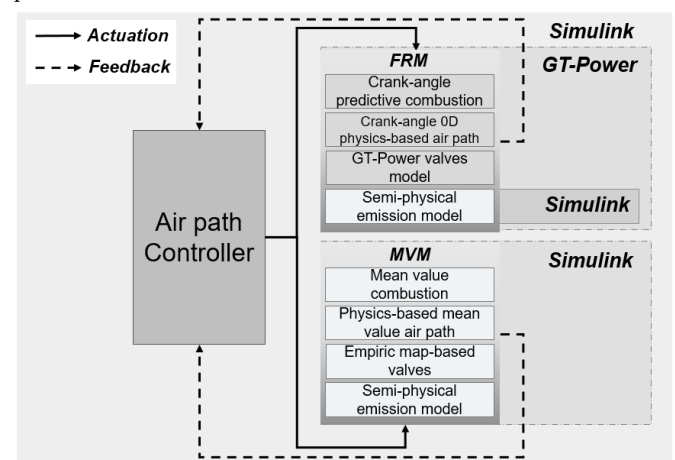 Actuation
Feedback
Simulink
GT-Power
FRM
Crank-angle
predictive combustion
Crank-angle 0D
physics-based air path
GT-Power valves
model
Semi-physical
emission model
Simulink
Air path
Controller
MVM
Simulink
Mean value
combustion
Physics-based mean
value air path
Empiric map-based
valves
Semi-physical
emission model